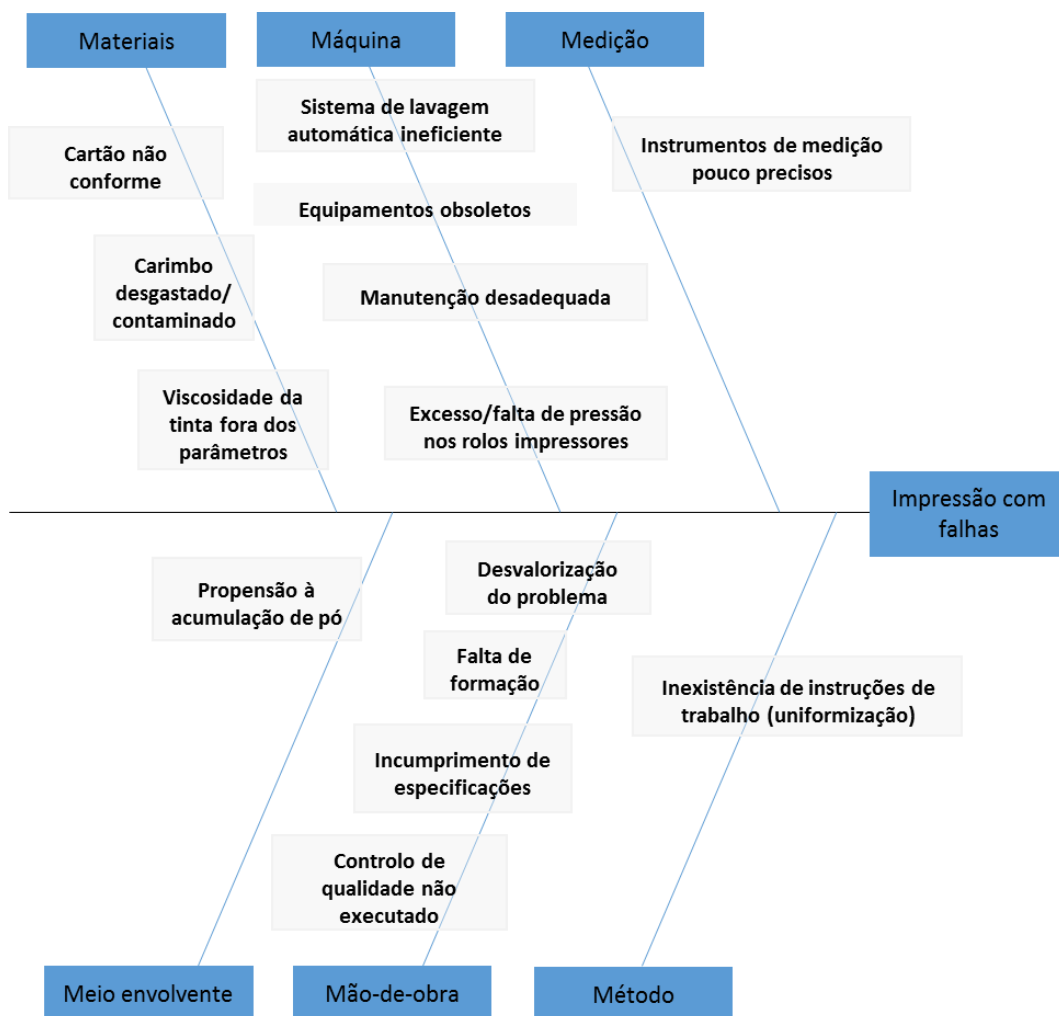 Materiais
Máquina
Medição
Sistema de lavagem
automática ineficiente
Cartão não
conforme
Instrumentos de medição
pouco precisos
Equipamentos obsoletos
Carimbo
desgastado/
contaminado
Manutenção desadequada
Viscosidade da
tinta fora dos
parâmetros
Excesso/falta de pressão
nos rolos impressores
Impressão com
falhas
Propensão à
acumulação de pó
Desvalorização
do problema
Falta de
formação
Inexistência de instruções de
trabalho (uniformização)
Incumprimento de
especificações
Controlo de
qualidade não
executado
Meio envolvente
Mão-de-obra
Método